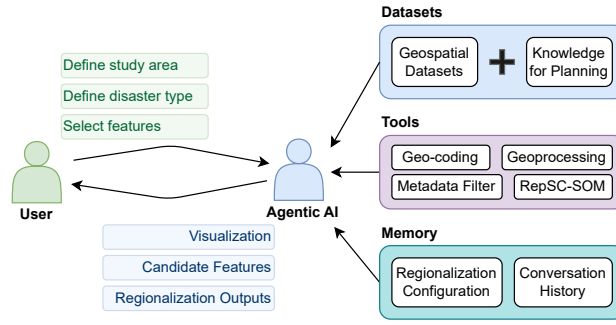 Datasets
Geospatial
Datasets
Knowledge
for Planning
Define study area
Define disaster type
Select features
Tools
Geo-coding
Geoprocessing
Metadata Filter
RepSC-SOM
User
Agentic AI
Visualization
Candidate Features
Regionalization Outputs
Memory
Regionalization
Configuration
Conversation
History